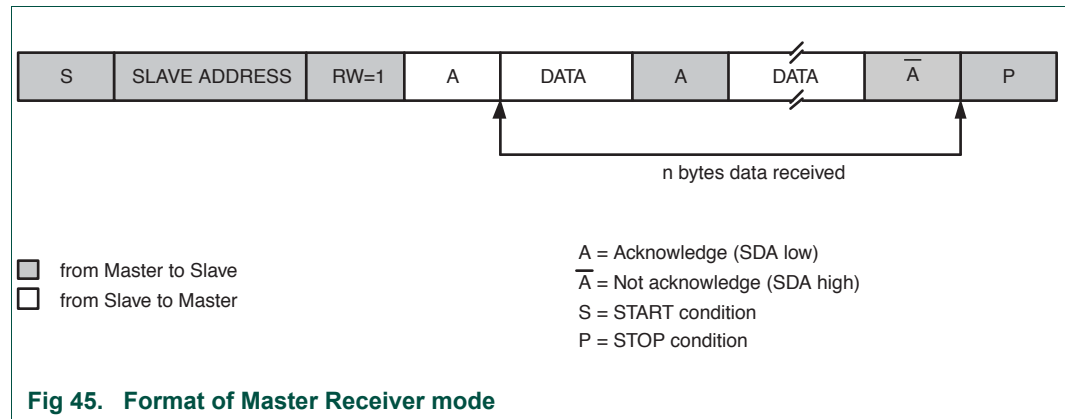 S SLAVE ADDRESS RW=1 A DATA A DATA A̅ P
n bytes data received
from Master to Slave
from Slave to Master
A = Acknowledge (SDA low)
A̅ = Not acknowledge (SDA high)
S = START condition
P = STOP condition
Fig 45. Format of Master Receiver mode